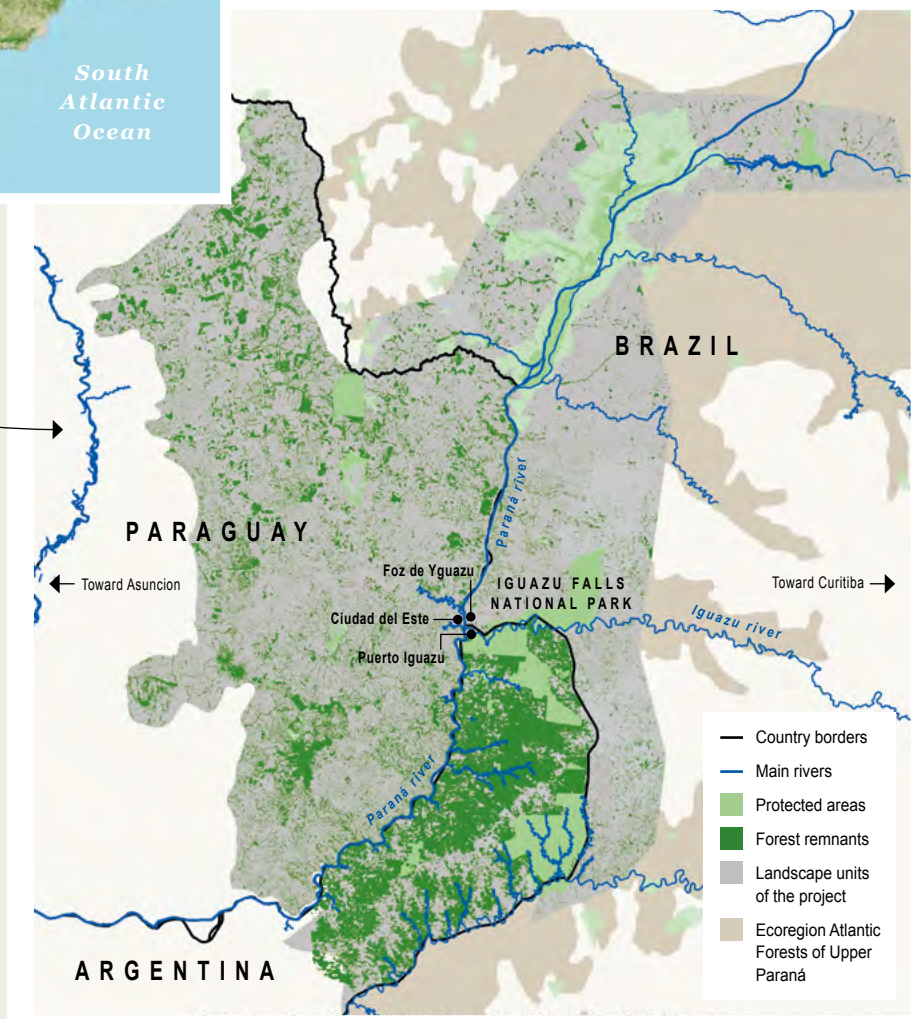 South
Atlantic
Ocean
BRAZIL
Paraná river
PARAGUAY
Toward Asuncion
Foz de Yguazu
IGUAZU FALLS
NATIONAL PARK
Toward Curitiba
Ciudad del Este
Iguazu river
Puerto Iguazu
Paraná river
ARGENTINA
Country borders
Main rivers
Protected areas
Forest remnants
Landscape units
of the project
Ecoregion Atlantic
Forests of Upper
Paraná